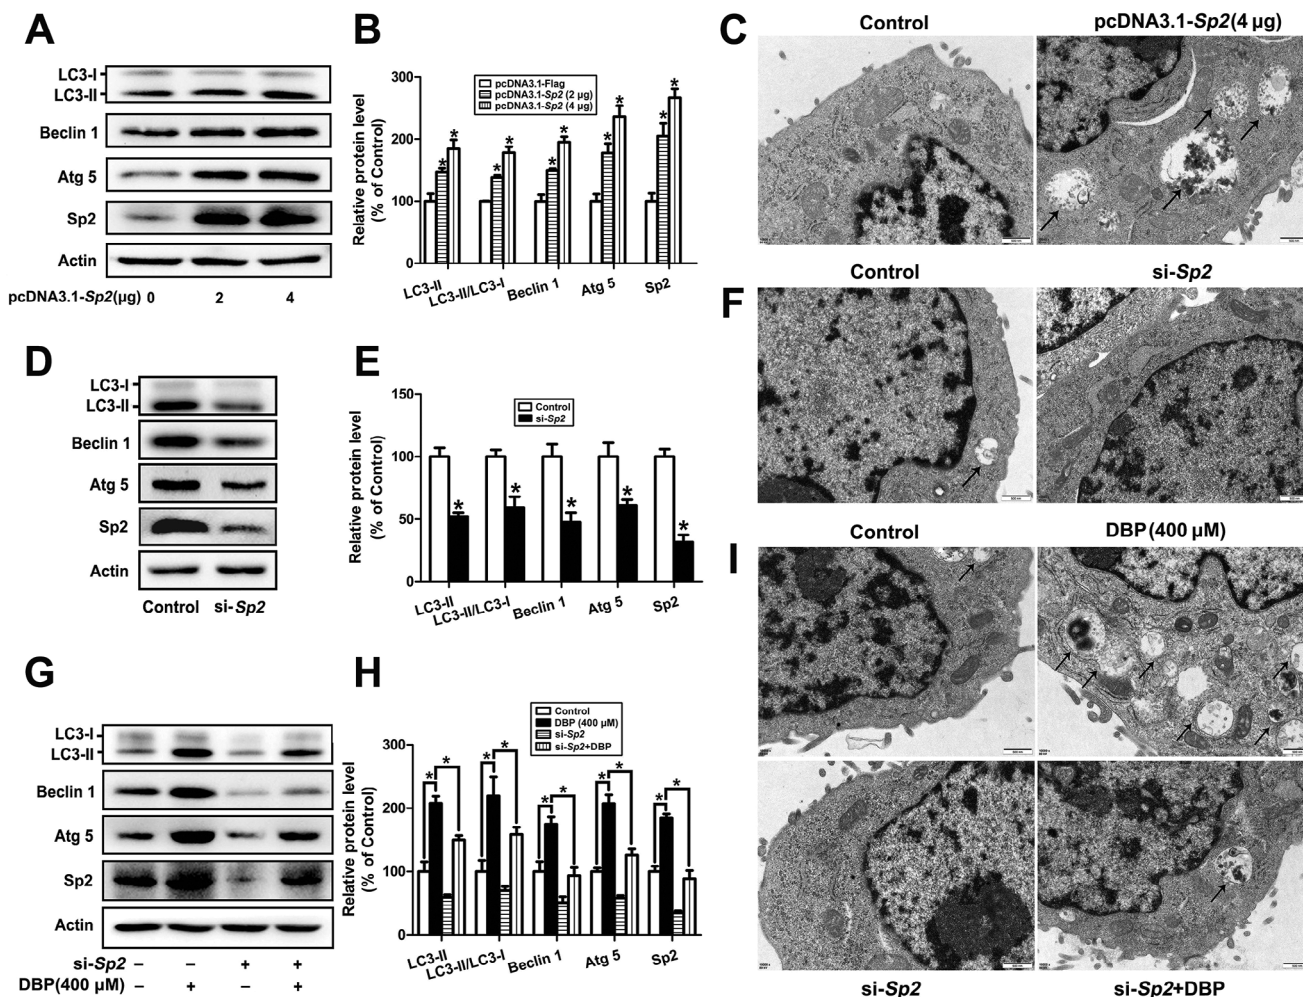 A
LC3-I
LC3-II
Beclin 1
Atg 5
Sp2
Actin
pcDNA3.1-Sp2(µg) 0 2 4
B
Relative protein level
(% of Control)
300
200
100
0
pcDNA3.1-Flag
pcDNA3.1-Sp2 (2 µg)
pcDNA3.1-Sp2 (4 µg)
* * * * * * * * * *
LC3-II LC3-II/LC3-I Beclin 1 Atg 5 Sp2
C
Control pcDNA3.1-Sp2(4 µg)
D
LC3-I
LC3-II
Beclin 1
Atg 5
Sp2
Actin
Control si-Sp2
E
Relative protein level
(% of Control)
150
100
50
0
Control
si-Sp2
* * * * *
LC3-II LC3-II/LC3-I Beclin 1 Atg 5 Sp2
F
Control si-Sp2
G
LC3-I
LC3-II
Beclin 1
Atg 5
Sp2
Actin
si-Sp2 – – + +
DBP(400 µM) – + – +
H
Relative protein level
(% of Control)
300
200
100
0
Control
DBP (400 µM)
si-Sp2
si-Sp2+DBP
* * * * * * * * * *
LC3-II LC3-II/LC3-I Beclin 1 Atg 5 Sp2
I
Control DBP(400 µM)
si-Sp2 si-Sp2+DBP